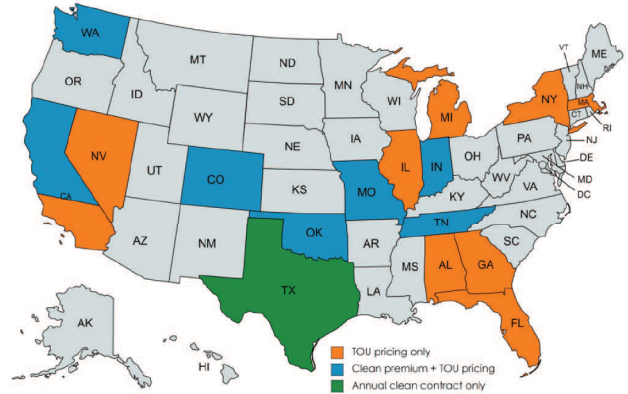 WA
MT
ND
MN
VT
ME
OR
ID
SD
WI
NH
NY
MA
MI
CT
RI
WY
IA
PA
NJ
NE
OH
DE
NV
IL
IN
MD
UT
CO
WV
VA
DC
KS
MO
KY
CA
NC
TN
OK
AZ
NM
AR
SC
MS
AL
GA
TX
LA
FL
AK
HI
TOU pricing only
Clean premium + TOU pricing
Annual clean contract only